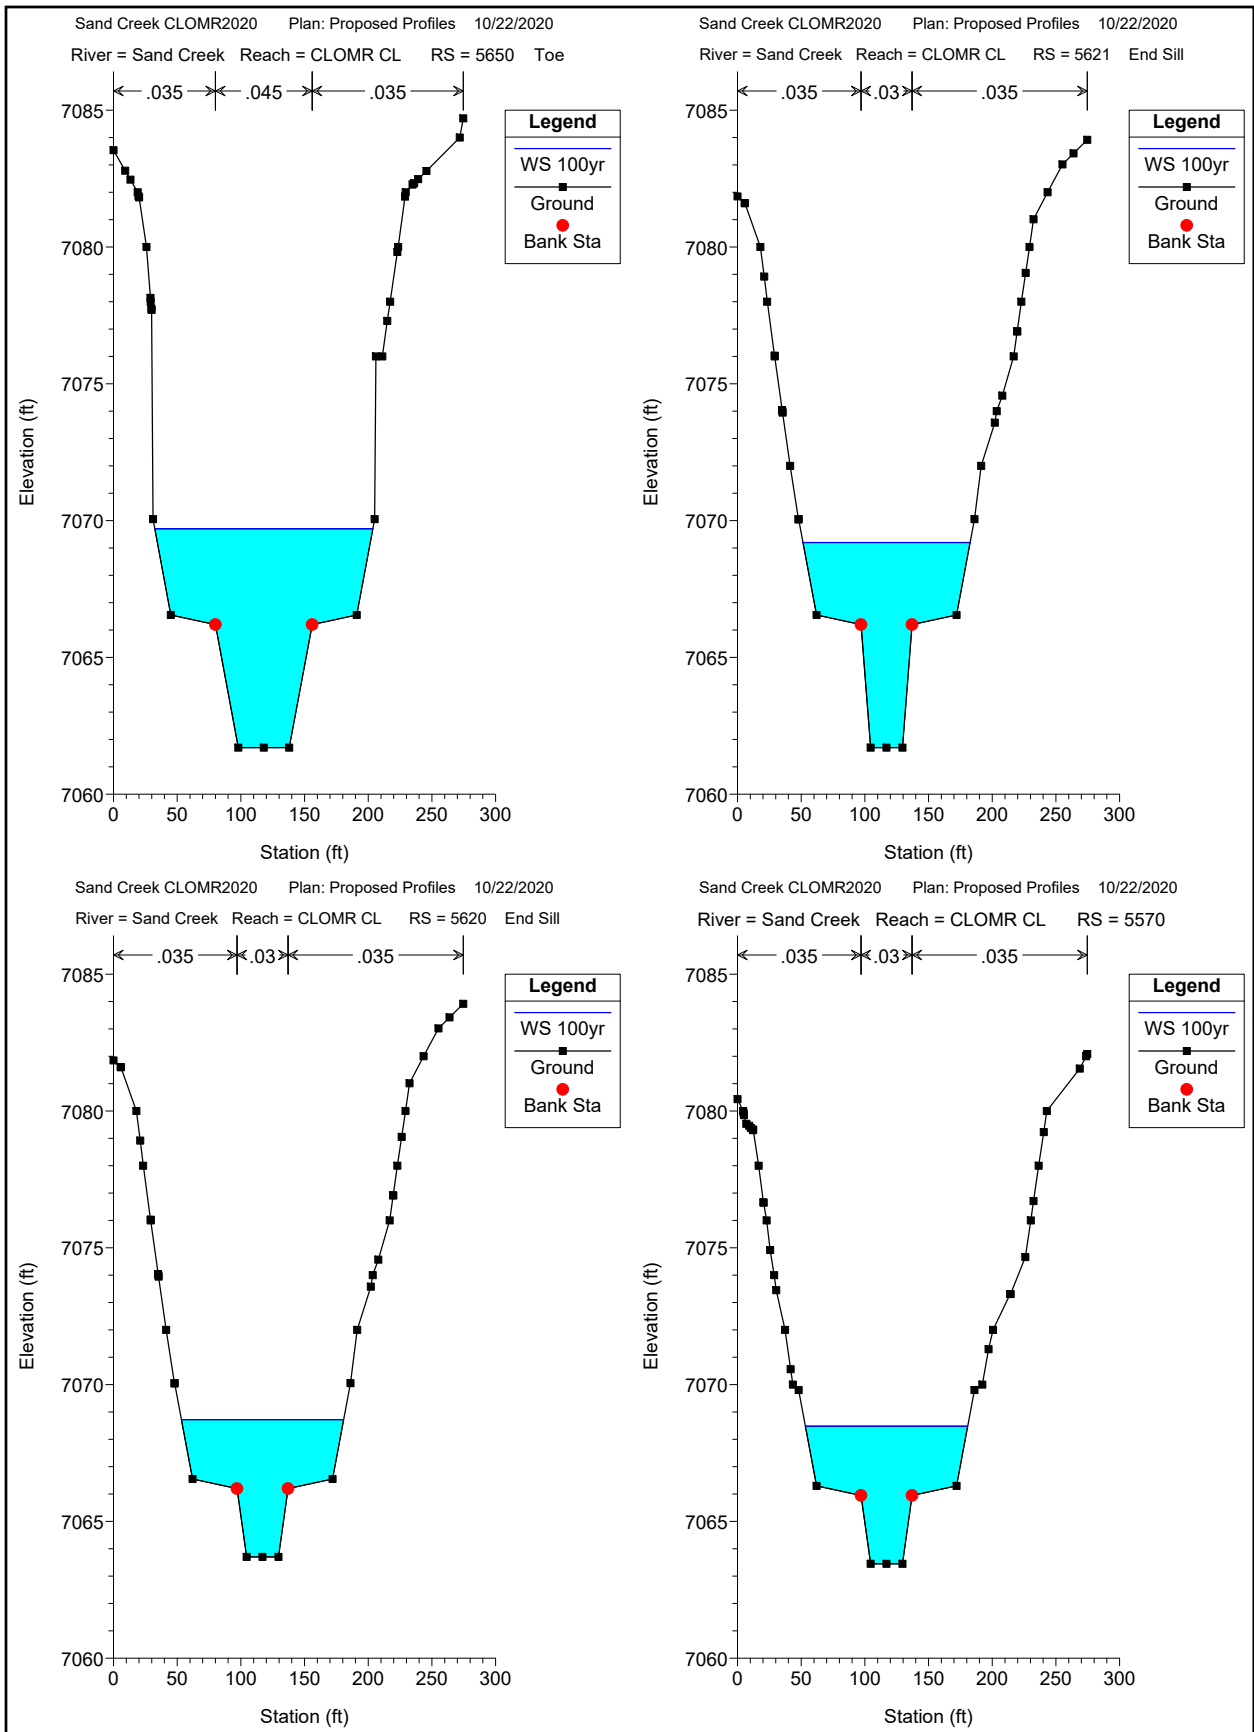 Sand Creek CLOMR2020 Plan: Proposed Profiles 10/22/2020
River = Sand Creek Reach = CLOMR CL RS = 5650 Toe
.035 .045 .035
7085
7080
7075
7070
7065
7060
Elevation (ft)
0 50 100 150 200 250 300
Station (ft)
Legend
WS 100yr
Ground
Bank Sta
Sand Creek CLOMR2020 Plan: Proposed Profiles 10/22/2020
River = Sand Creek Reach = CLOMR CL RS = 5621 End Sill
.035 .03 .035
7085
7080
7075
7070
7065
7060
Elevation (ft)
0 50 100 150 200 250 300
Station (ft)
Legend
WS 100yr
Ground
Bank Sta
Sand Creek CLOMR2020 Plan: Proposed Profiles 10/22/2020
River = Sand Creek Reach = CLOMR CL RS = 5620 End Sill
.035 .03 .035
7085
7080
7075
7070
7065
7060
Elevation (ft)
0 50 100 150 200 250 300
Station (ft)
Legend
WS 100yr
Ground
Bank Sta
Sand Creek CLOMR2020 Plan: Proposed Profiles 10/22/2020
River = Sand Creek Reach = CLOMR CL RS = 5570
.035 .03 .035
7085
7080
7075
7070
7065
7060
Elevation (ft)
0 50 100 150 200 250 300
Station (ft)
Legend
WS 100yr
Ground
Bank Sta